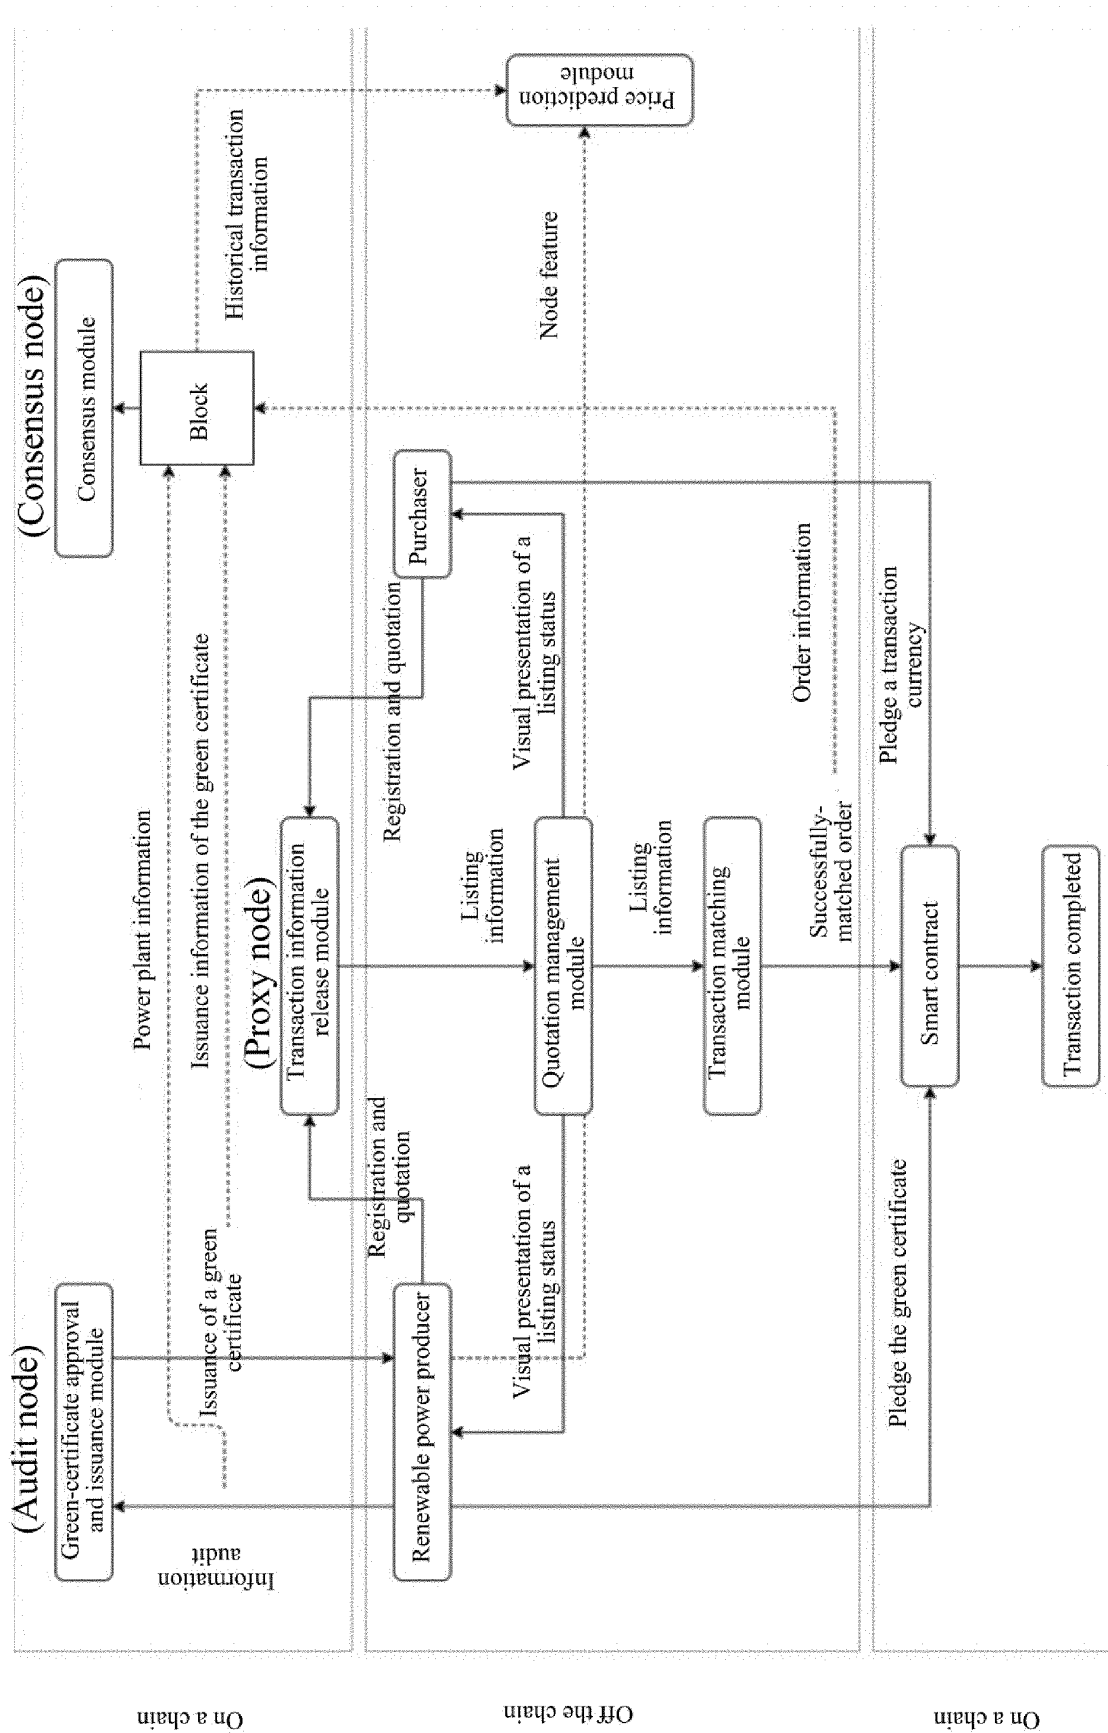 (Audit node)
(Consensus node)
Green-certificate approval
and issuance module
Consensus module
Information
audit
Power plant information
Block
Issuance of a green
certificate
Issuance information of the green certificate
Historical transaction
information
(Proxy node)
Transaction information
release module
On a chain
Registration and
quotation
Registration and quotation
Renewable power producer
Purchaser
Listing
information
Visual presentation of a
listing status
Quotation management
module
Visual presentation of a
listing status
Node feature
Price prediction
module
Off the chain
Listing
information
Transaction matching
module
Successfully-
matched order
Order information
Pledge the green certificate
Smart contract
Pledge a transaction
currency
Transaction completed
On a chain